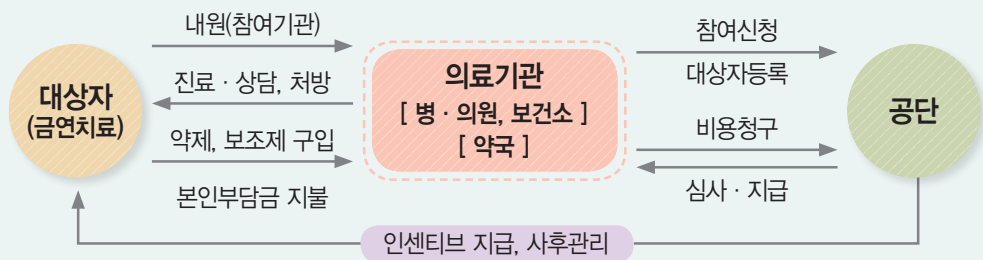 내원(참여기관)
진료 · 상담, 처방
약제, 보조제 구입
본인부담금 지불
대상자
(금연치료)
의료기관
[ 병 · 의원, 보건소 ]
[ 약국 ]
참여신청
대상자등록
비용청구
심사 · 지급
공단
인센티브 지급, 사후관리